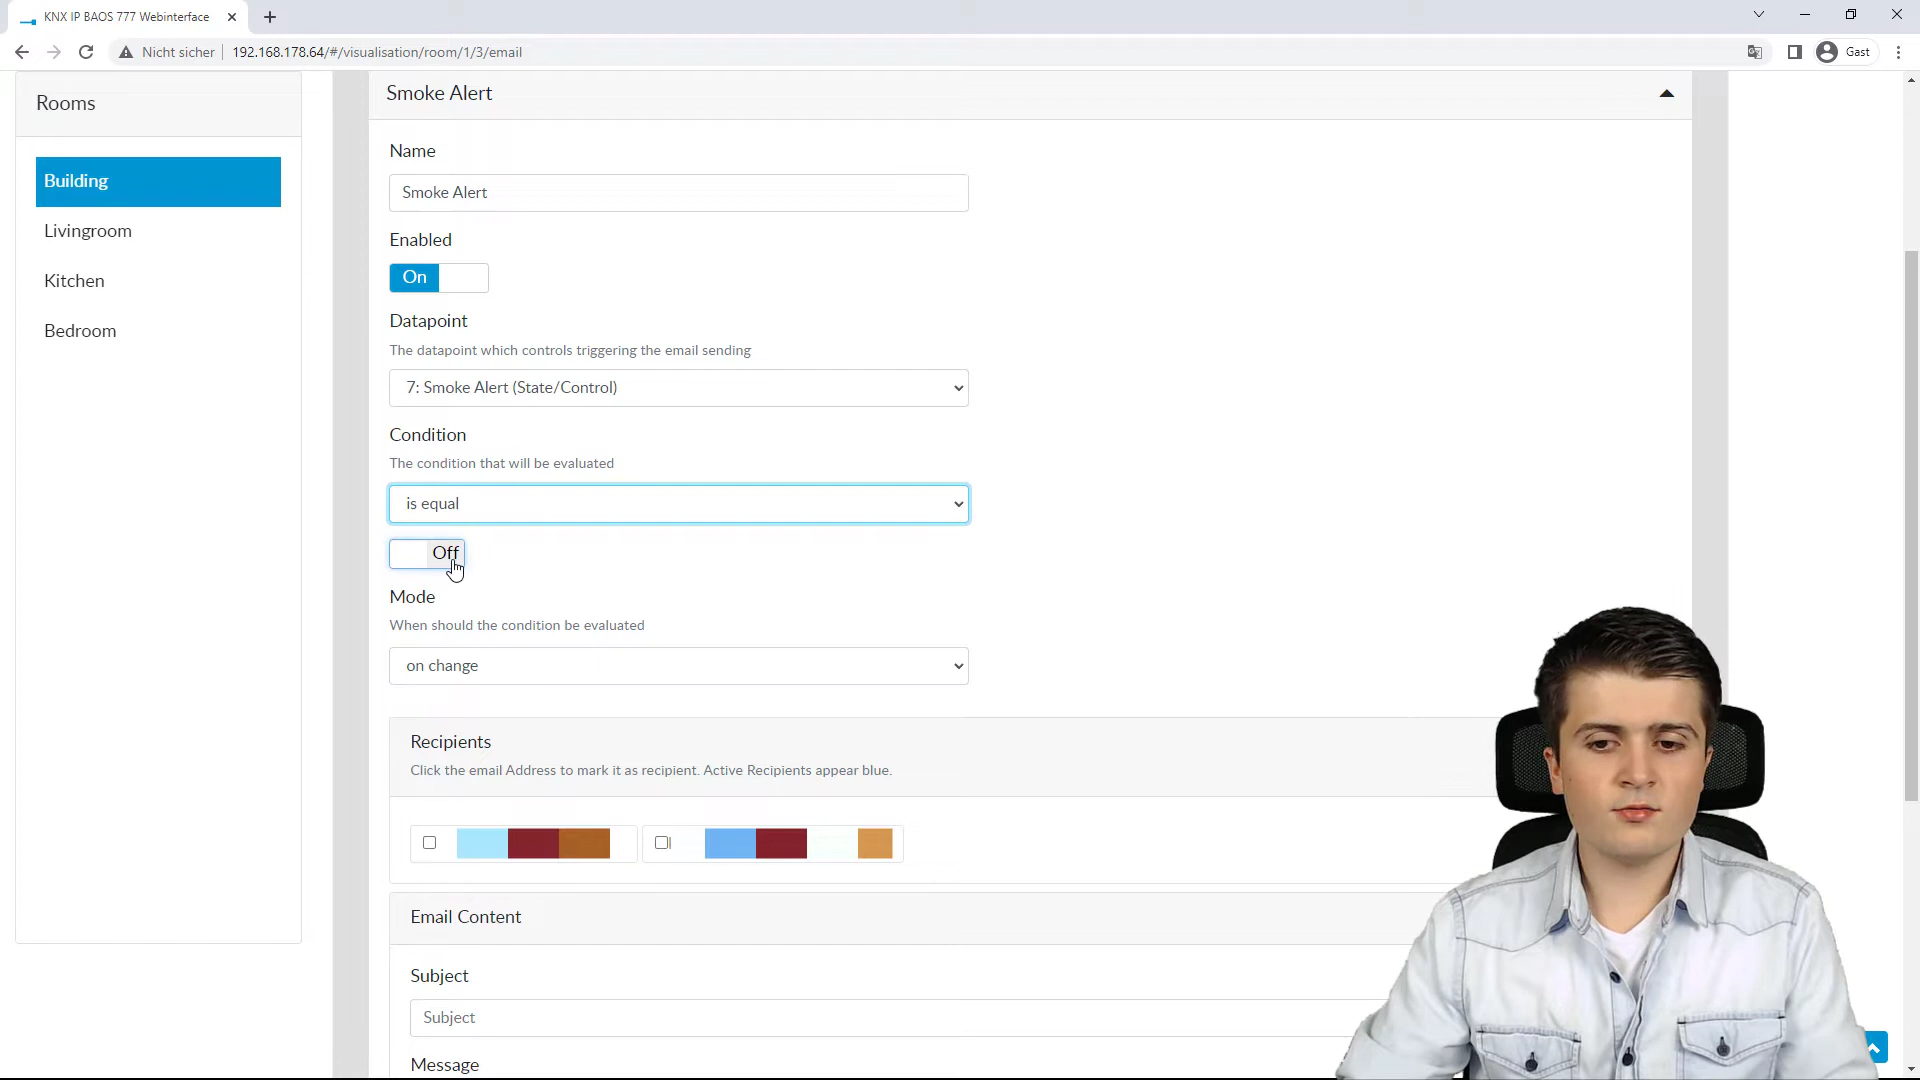 KNX IP BAOS 777 Webinterface
Nicht sicher
192.168.178.64/#/visualisation/room/1/3/email
Gast
Rooms
Building
Livingroom
Kitchen
Bedroom
Smoke Alert
Name
Smoke Alert
Enabled
On
Datapoint
The datapoint which controls triggering the email sending
7: Smoke Alert (State/Control)
Condition
The condition that will be evaluated
is equal
Off
Mode
When should the condition be evaluated
on change
Recipients
Click the email Address to mark it as recipient. Active Recipients appear blue.
Email Content
Subject
Subject
Message